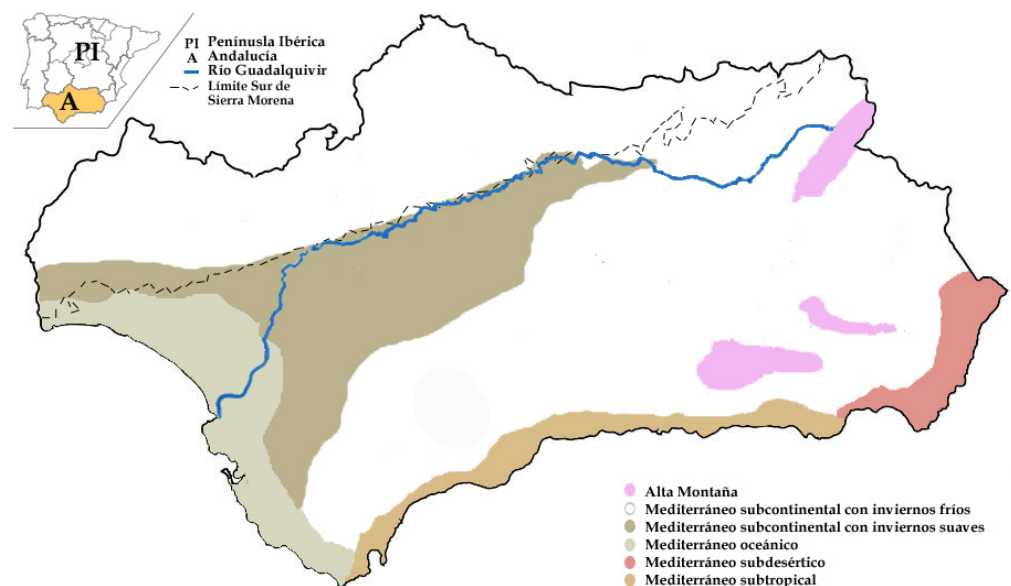 PI
A
PI Penínusla Ibérica
A Andalucía
Río Guadalquivir
Límite Sur de
Sierra Morena
Alta Montaña
Mediterráneo subcontinental con inviernos fríos
Mediterráneo subcontinental con inviernos suaves
Mediterráneo oceánico
Mediterráneo subdesértico
Mediterráneo subtropical